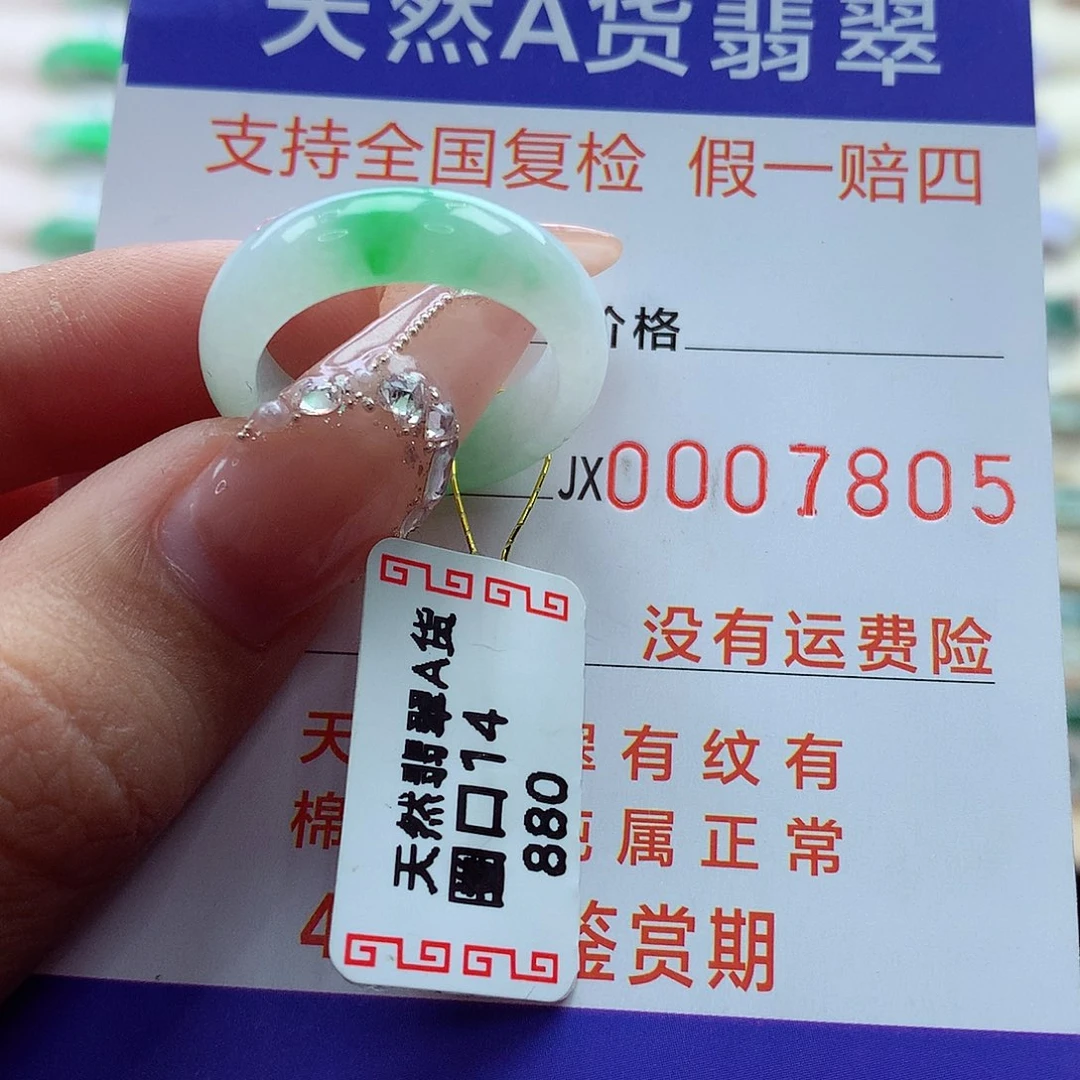 天然A货翡翠
支持全国复检 假一赔四
价格
JX0007805
没有运费险
天 翠有纹有
棉 属正常
4 鉴赏期
天然翡翠A货
圈口14
880